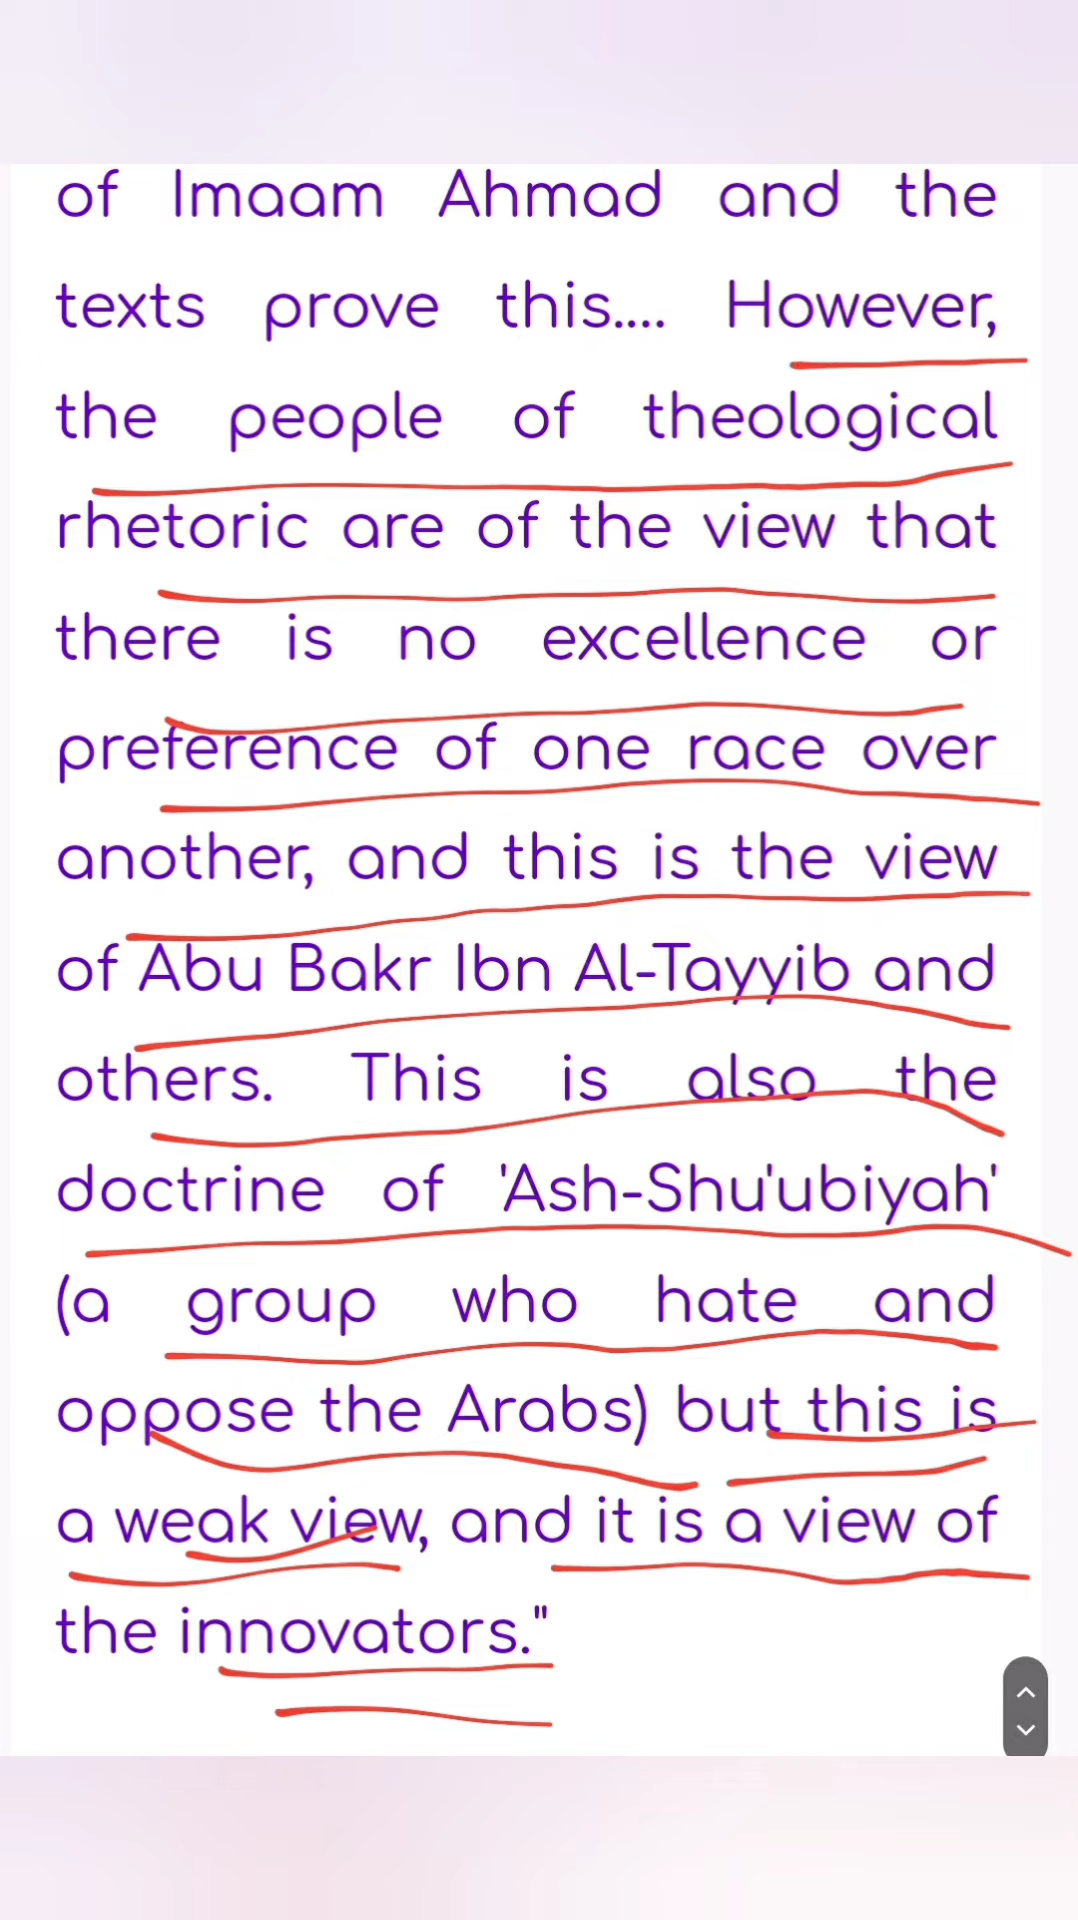 of Imaam Ahmad and the
texts prove this.... However,
the people of theological
rhetoric are of the view that
there is no excellence or
preference of one race over
another, and this is the view
of Abu Bakr Ibn Al-Tayyib and
others. This is also the
doctrine of 'Ash-Shu'ubiyah'
(a group who hate and
oppose the Arabs) but this is
a weak view, and it is a view of
the innovators."